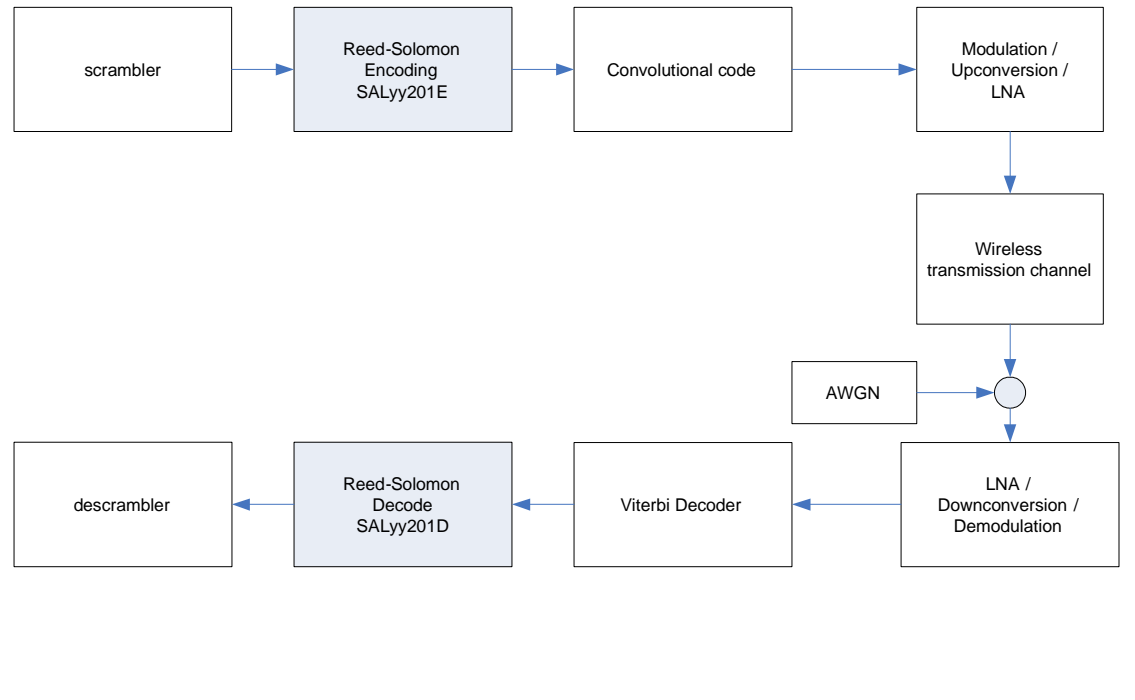 scrambler
Reed-Solomon
Encoding
SALyy201E
Convolutional code
Modulation /
Upconversion /
LNA
Wireless
transmission channel
AWGN
descrambler
Reed-Solomon
Decode
SALyy201D
Viterbi Decoder
LNA /
Downconversion /
Demodulation